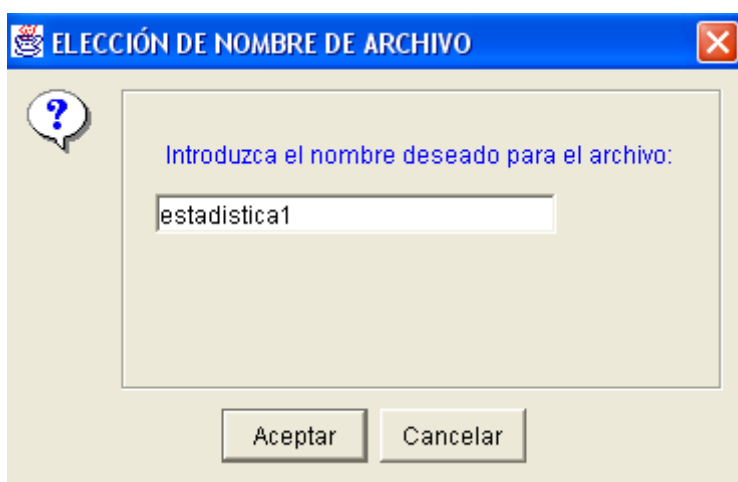 ELECCIÓN DE NOMBRE DE ARCHIVO
?
Introduzca el nombre deseado para el archivo:
estadistica1
Aceptar Cancelar